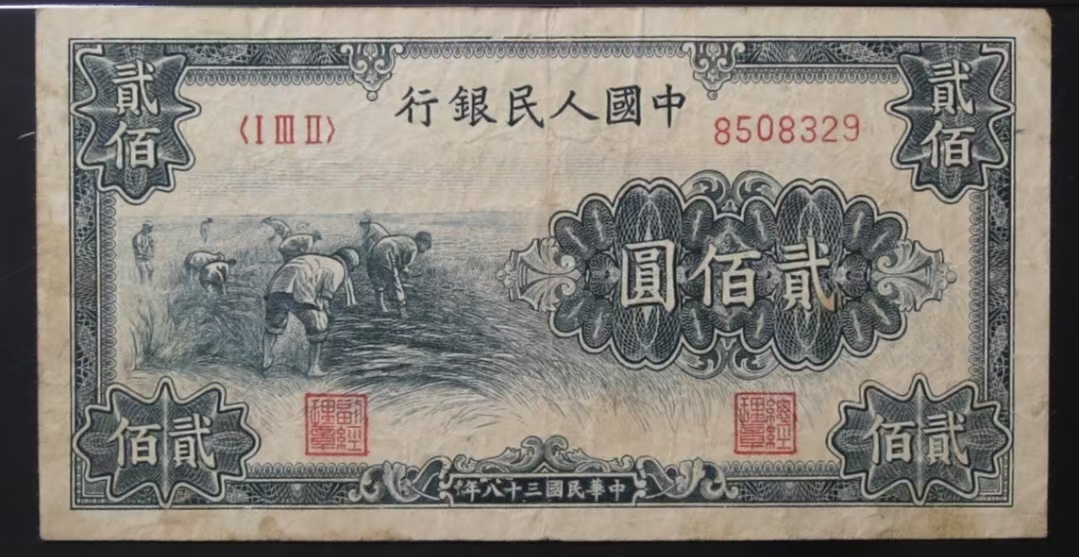 貳佰
中國人民銀行
貳佰
〈I III II〉
8508329
貳佰圓
總經理章
副經理章
貳佰
貳佰
中華民國三十八年